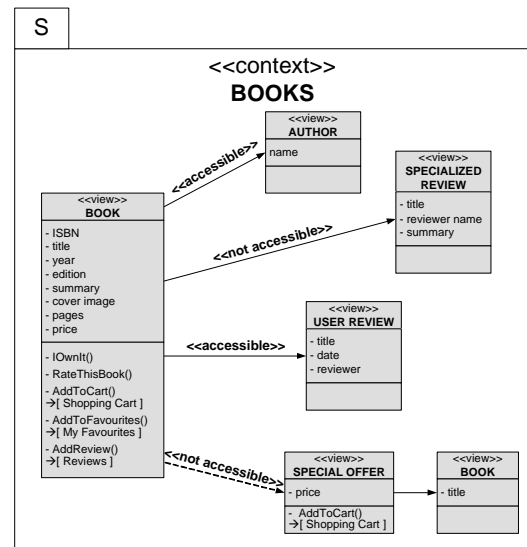 S
<<context>>
BOOKS
<<view>>
AUTHOR
name
<<accessible>>
<<view>>
SPECIALIZED
REVIEW
- title
- reviewer name
- summary
<<not accessible>>
<<view>>
BOOK
- ISBN
- title
- year
- edition
- summary
- cover image
- pages
- price
- IOwnIt()
- RateThisBook()
- AddToCart()
→[ Shopping Cart ]
- AddToFavourites()
→[ My Favourites ]
- AddReview()
→[ Reviews ]
<<accessible>>
<<view>>
USER REVIEW
- title
- date
- reviewer
<<not accessible>>
<<view>>
SPECIAL OFFER
- price
- AddToCart()
→[ Shopping Cart ]
<<view>>
BOOK
- title